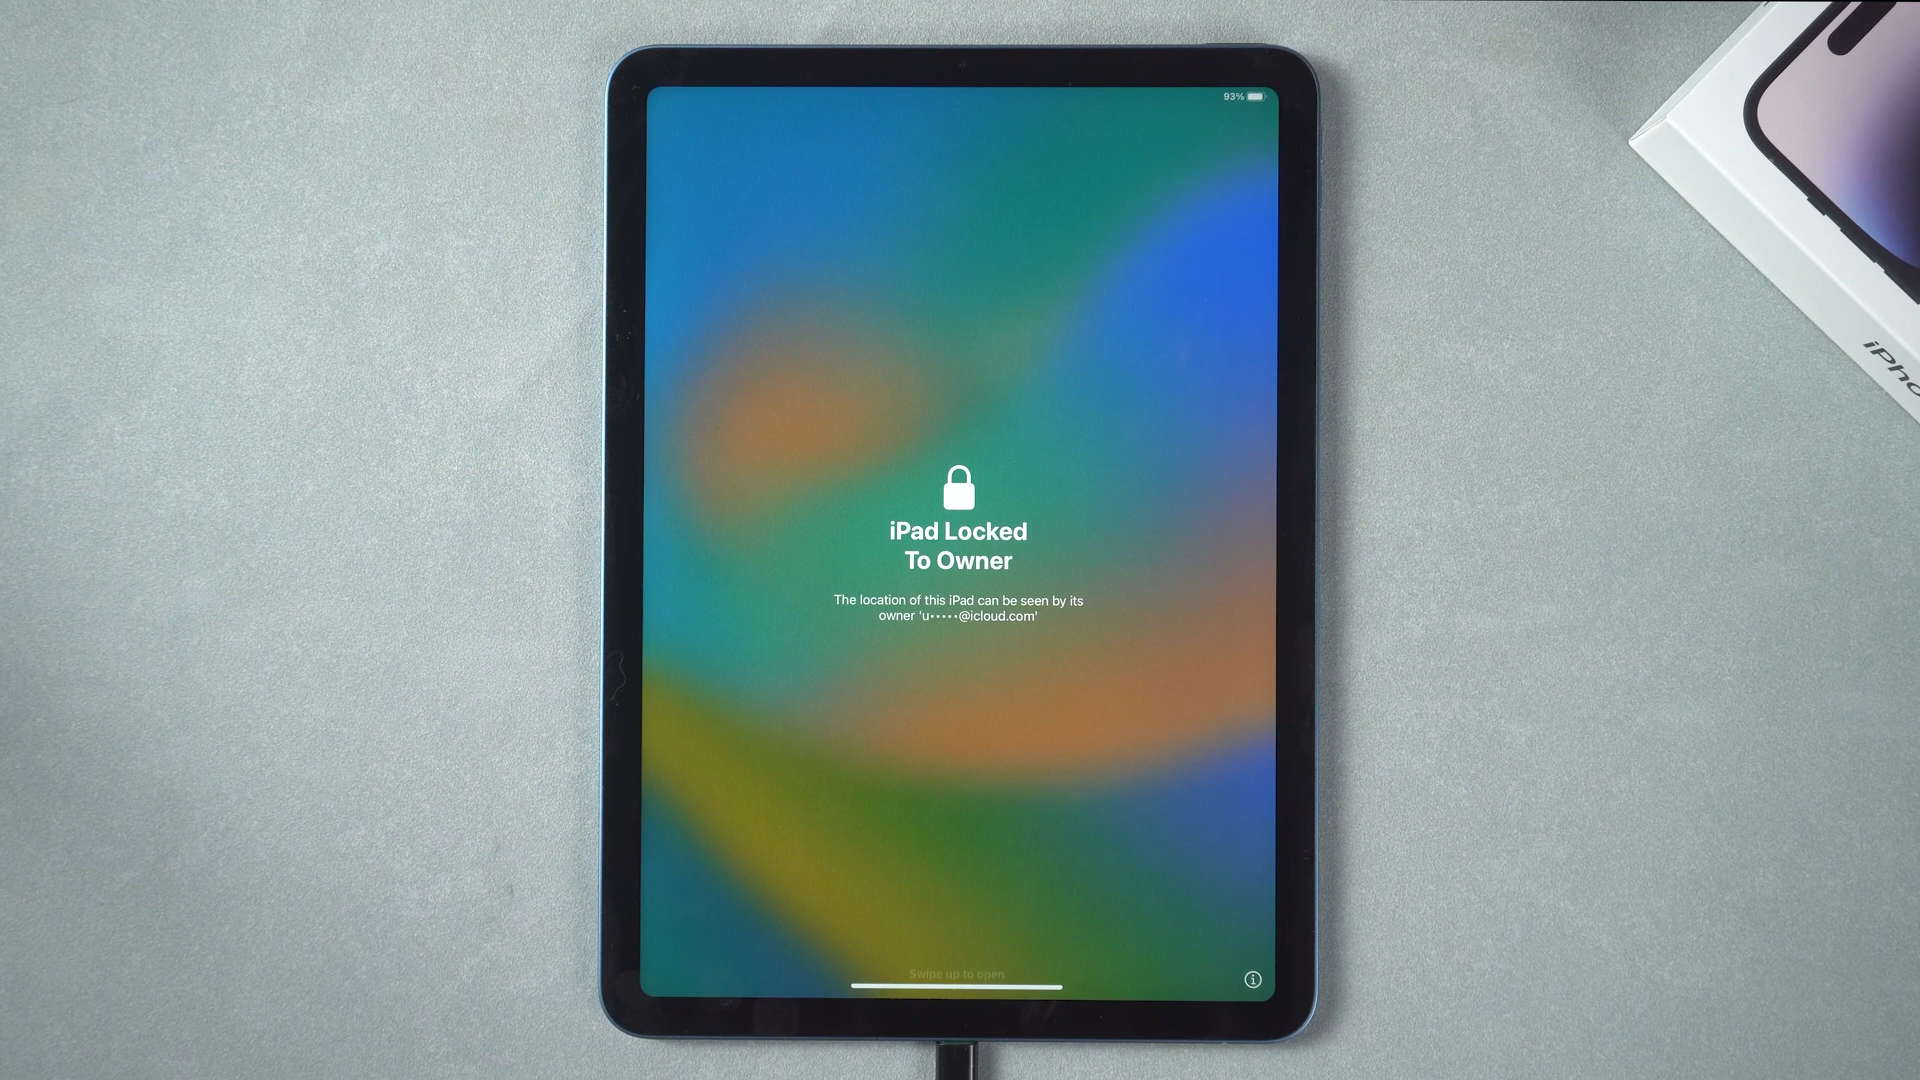 93%
iPad Locked
To Owner
The location of this iPad can be seen by its
owner 'u•••••@icloud.com'
Swipe up to open
iPho